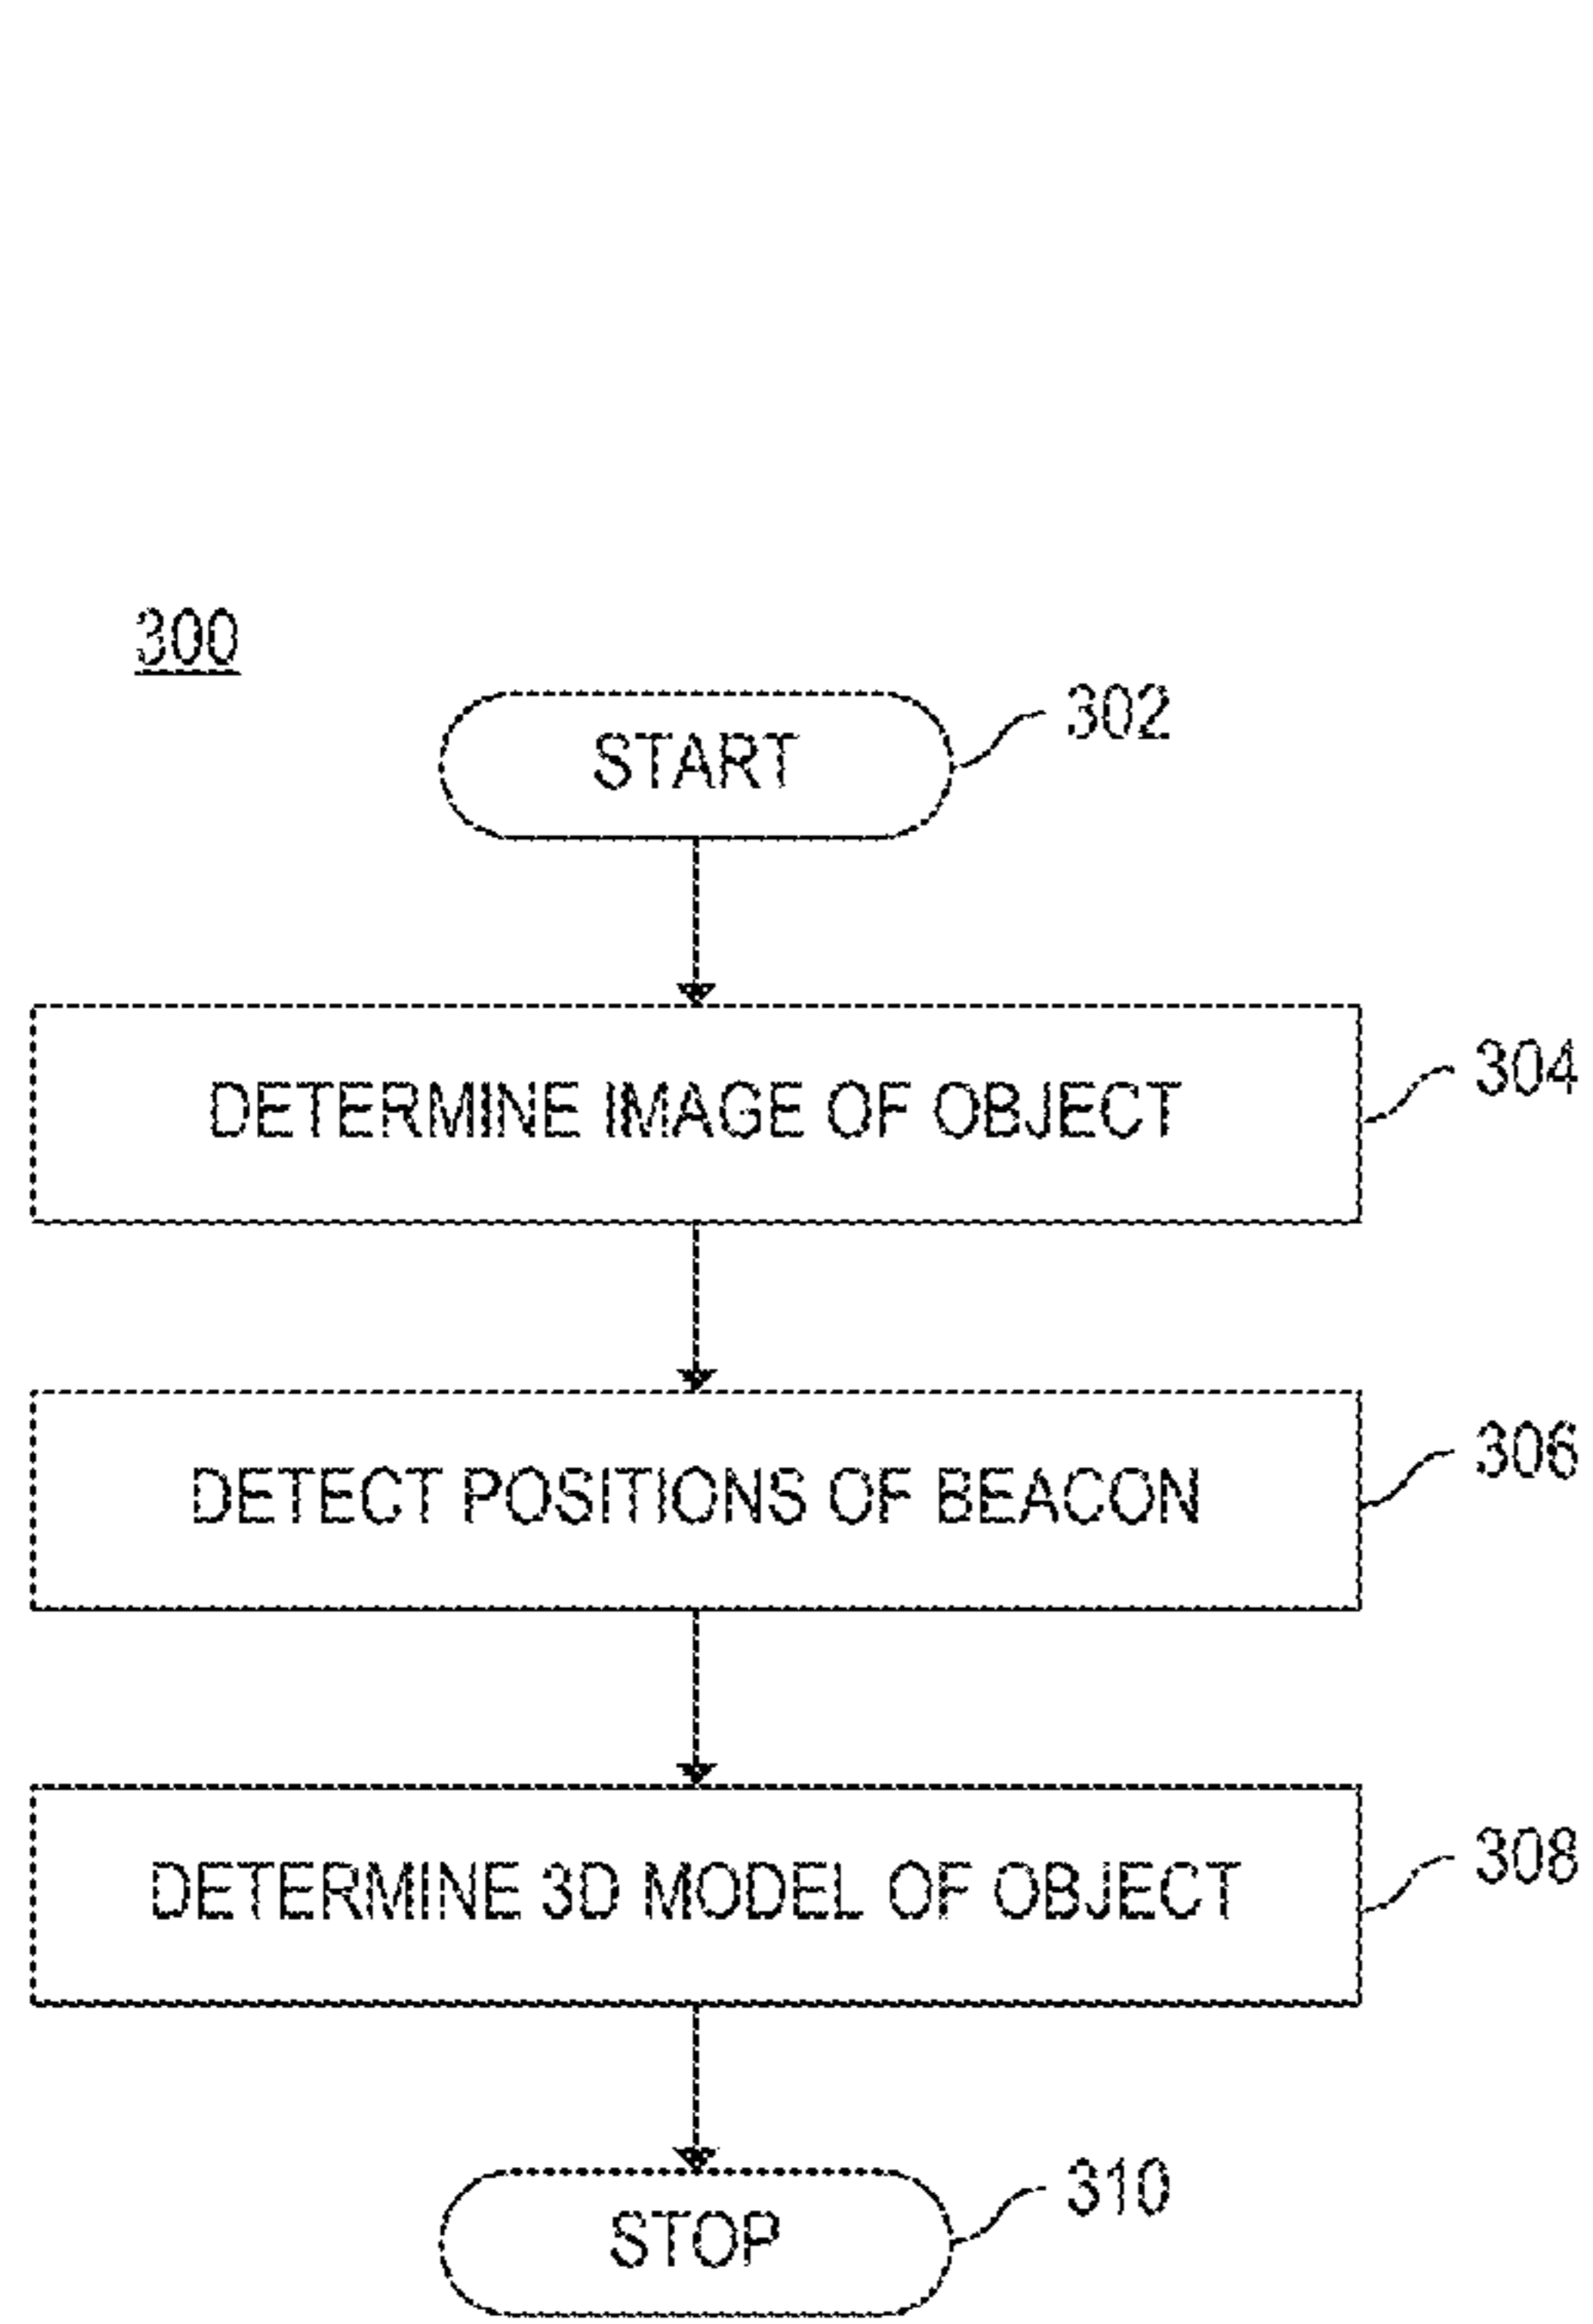 300
START
302
DETERMINE IMAGE OF OBJECT
304
DETECT POSITIONS OF BEACON
306
DETERMINE 3D MODEL OF OBJECT
308
STOP
310